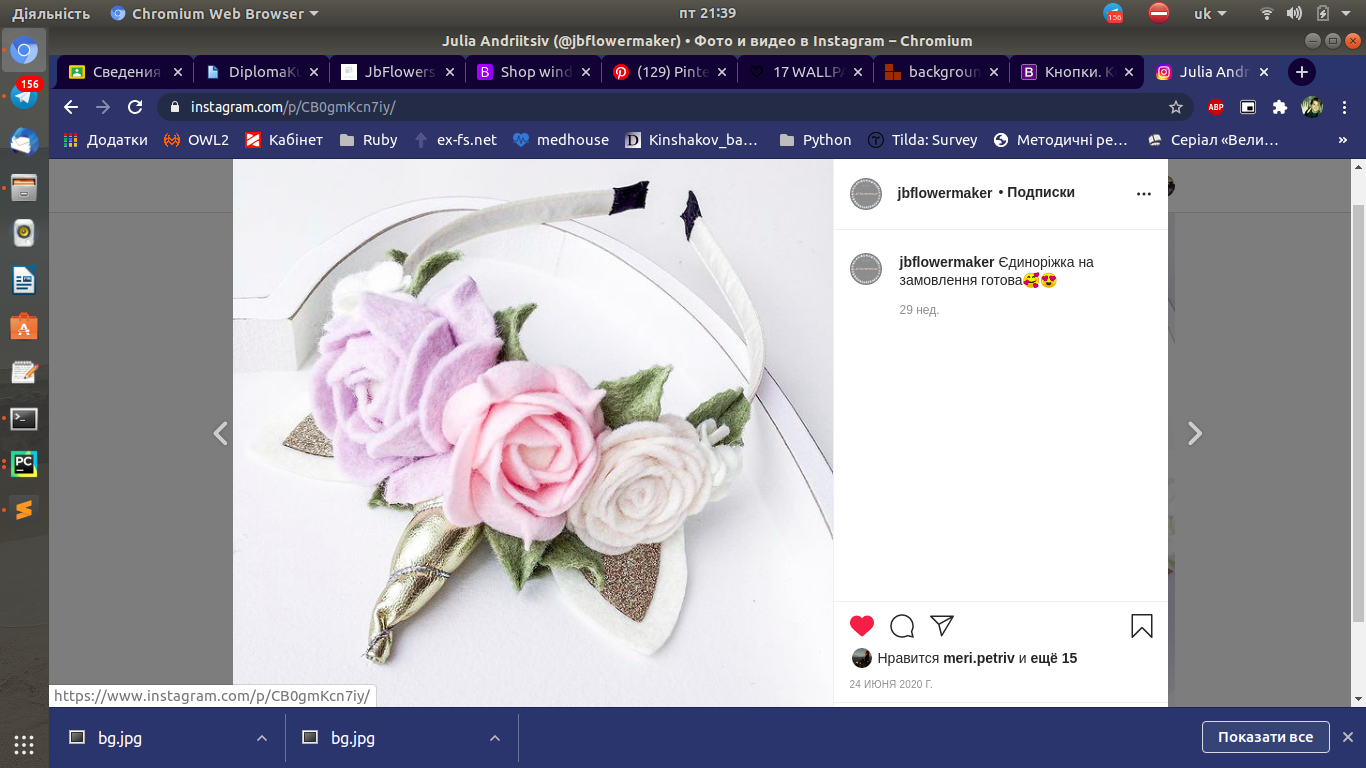 Діяльність
Chromium Web Browser
пт 21:39
156
uk
Julia Andriitsiv (@jbflowermaker) • Фото и видео в Instagram – Chromium
Сведения
DiplomaKu
JbFlowers
Shop wind
(129) Pinte
17 WALLPA
backgroun
Кнопки. К
Julia Andr
instagram.com/p/CB0gmKcn7iy/
ABP
Додатки
OWL2
Кабінет
Ruby
ex-fs.net
medhouse
Kinshakov_ba…
Python
Tilda: Survey
Методичні ре…
Серіал «Вели…
»
156
jbflowermaker • Подписки
jbflowermaker Єдиноріжка на
замовлення готова🥰😍
29 нед.
Нравится meri.petriv и ещё 15
24 ИЮНЯ 2020 Г.
https://www.instagram.com/p/CB0gmKcn7iy/
bg.jpg
bg.jpg
Показати все